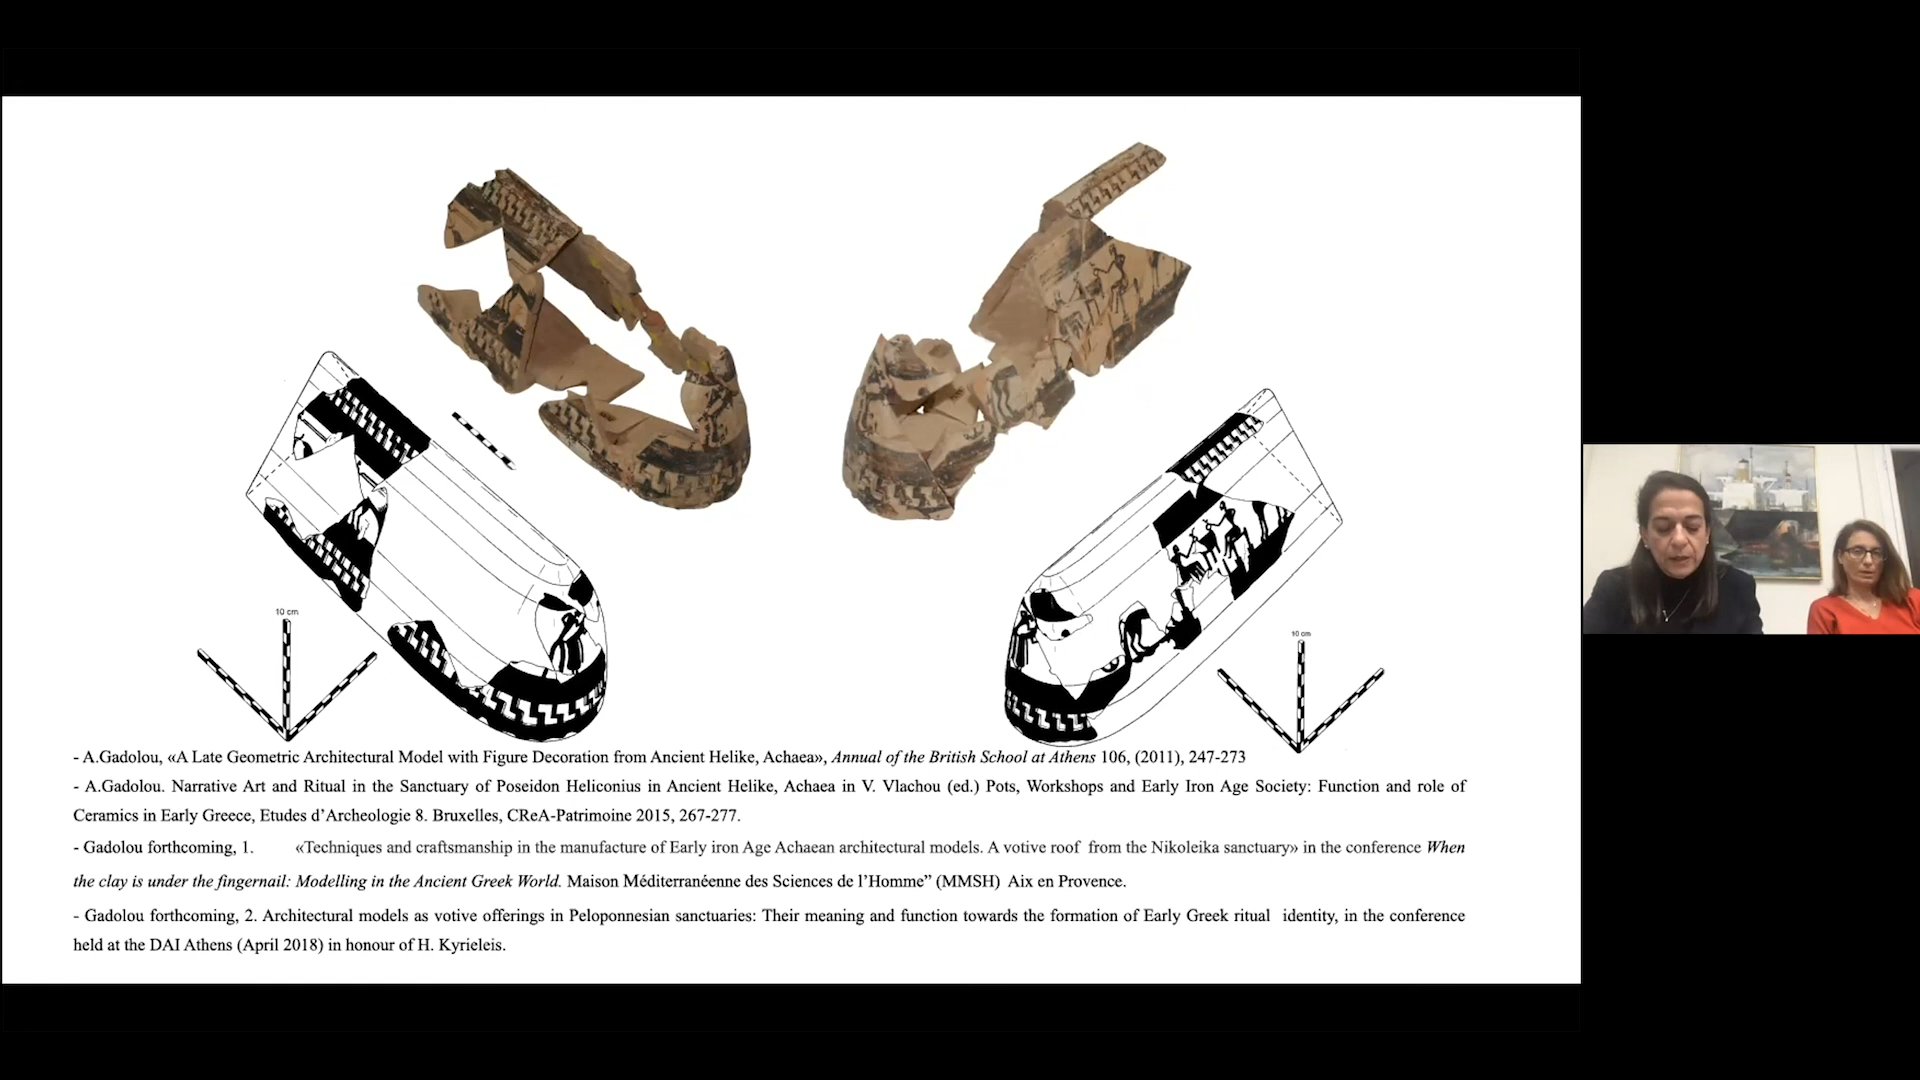 10 cm
10 cm
- A.Gadolou, «A Late Geometric Architectural Model with Figure Decoration from Ancient Helike, Achaea», Annual of the British School at Athens 106, (2011), 247-273
- A.Gadolou. Narrative Art and Ritual in the Sanctuary of Poseidon Heliconius in Ancient Helike, Achaea in V. Vlachou (ed.) Pots, Workshops and Early Iron Age Society: Function and role of
Ceramics in Early Greece, Etudes d’Archeologie 8. Bruxelles, CReA-Patrimoine 2015, 267-277.
- Gadolou forthcoming, 1. «Techniques and craftsmanship in the manufacture of Early iron Age Achaean architectural models. A votive roof from the Nikoleika sanctuary» in the conference When
the clay is under the fingernail: Modelling in the Ancient Greek World. Maison Méditerranéenne des Sciences de l’Homme” (MMSH) Aix en Provence.
- Gadolou forthcoming, 2. Architectural models as votive offerings in Peloponnesian sanctuaries: Their meaning and function towards the formation of Early Greek ritual identity, in the conference
held at the DAI Athens (April 2018) in honour of H. Kyrieleis.